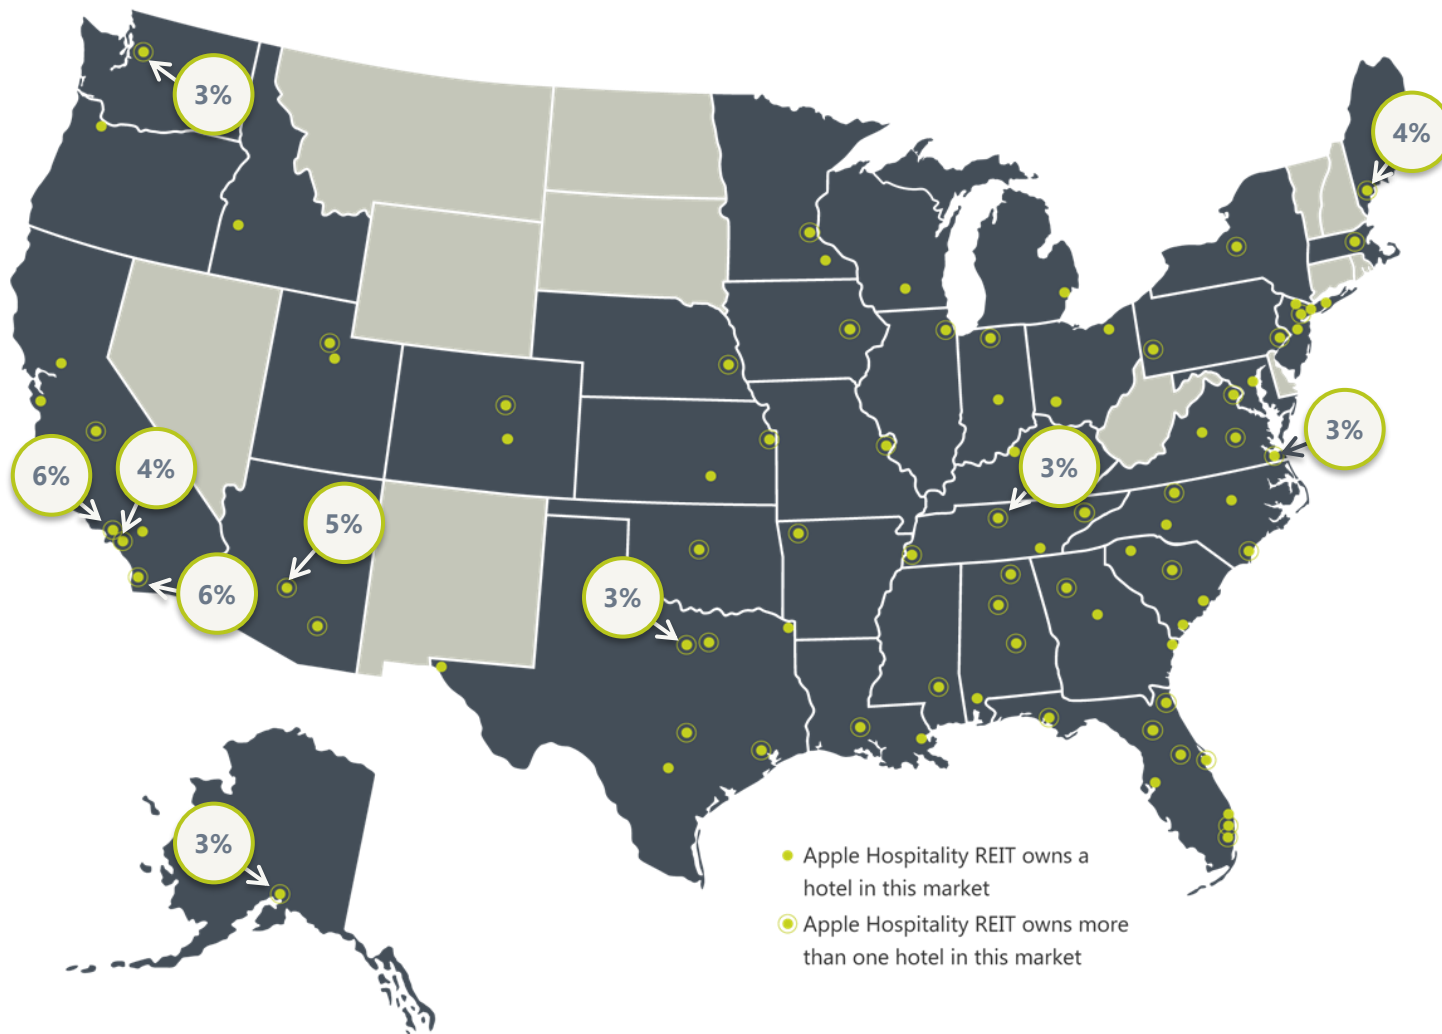 3%
4%
3%
6%
4%
3%
5%
6%
3%
3%
Apple Hospitality REIT owns a
hotel in this market
Apple Hospitality REIT owns more
than one hotel in this market